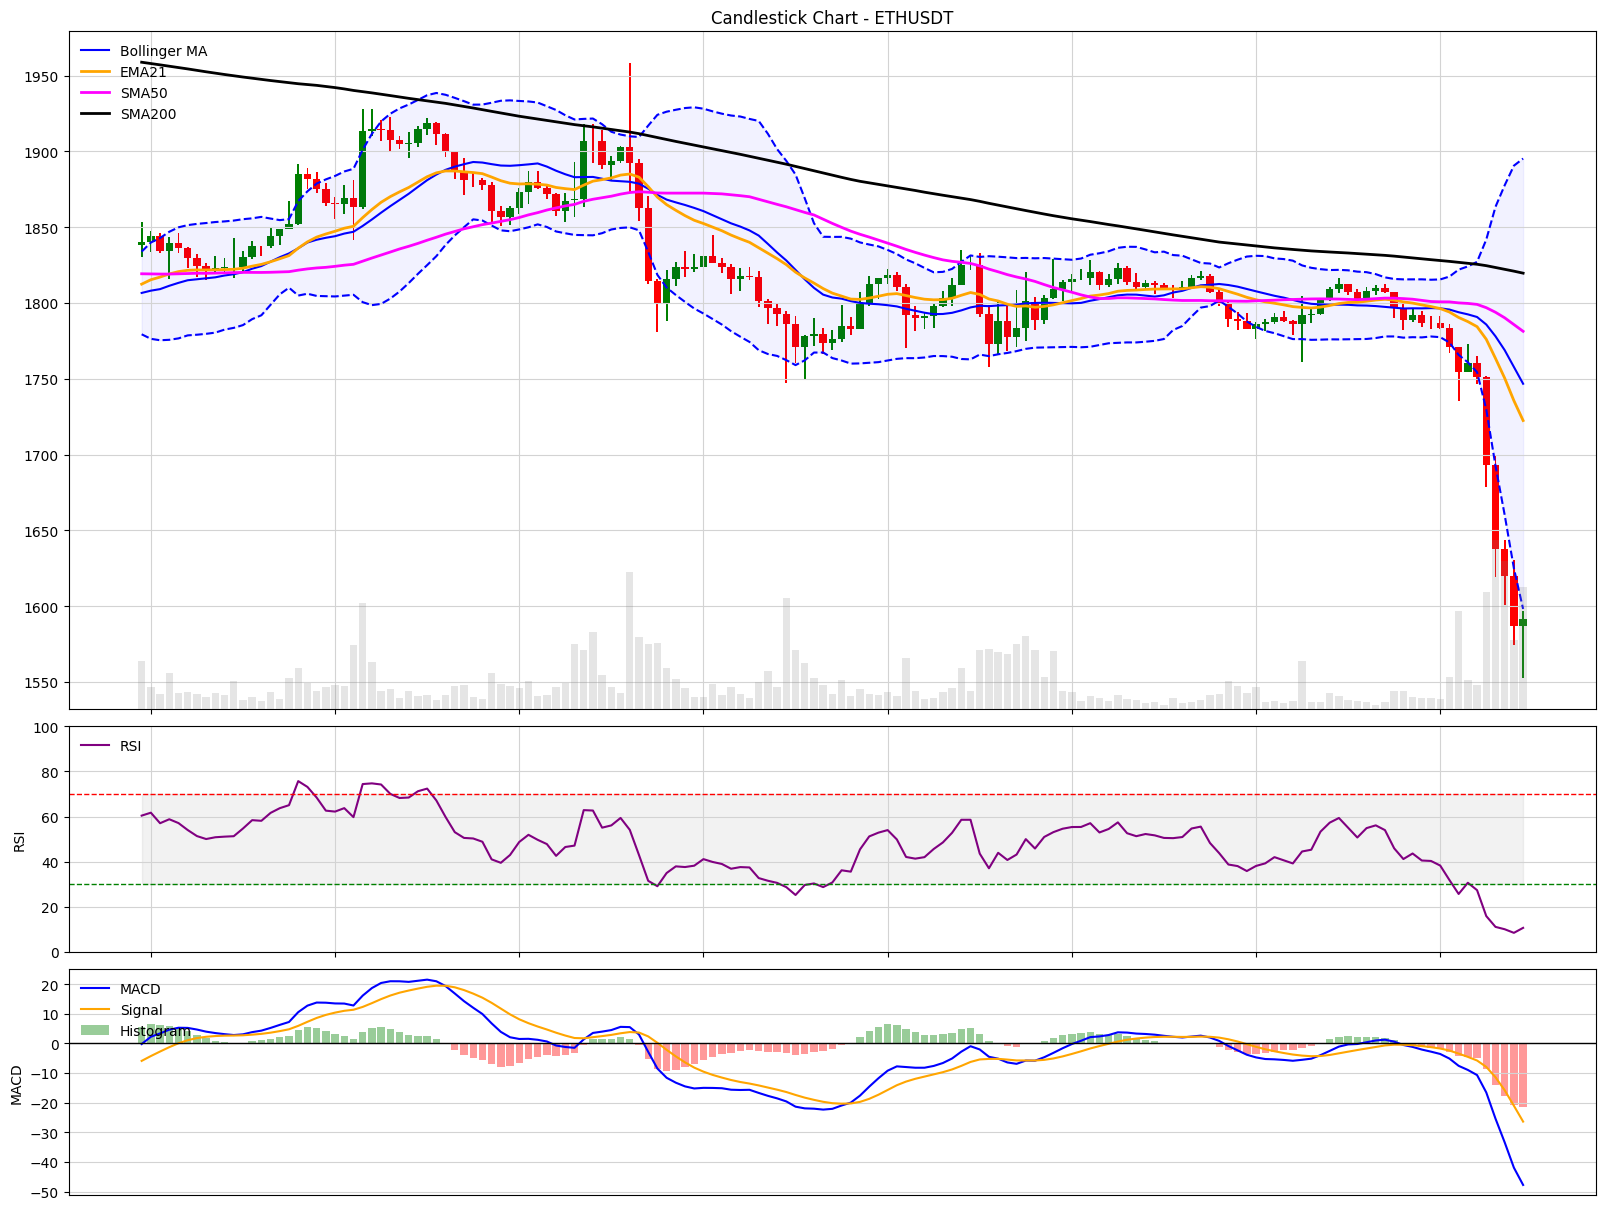 Candlestick Chart - ETHUSDT
Bollinger MA
EMA21
SMA50
SMA200
1950
1900
1850
1800
1750
1700
1650
1600
1550
RSI
100
80
60
40
20
0
RSI
MACD
Signal
Histogram
20
10
0
−10
−20
−30
−40
−50
MACD